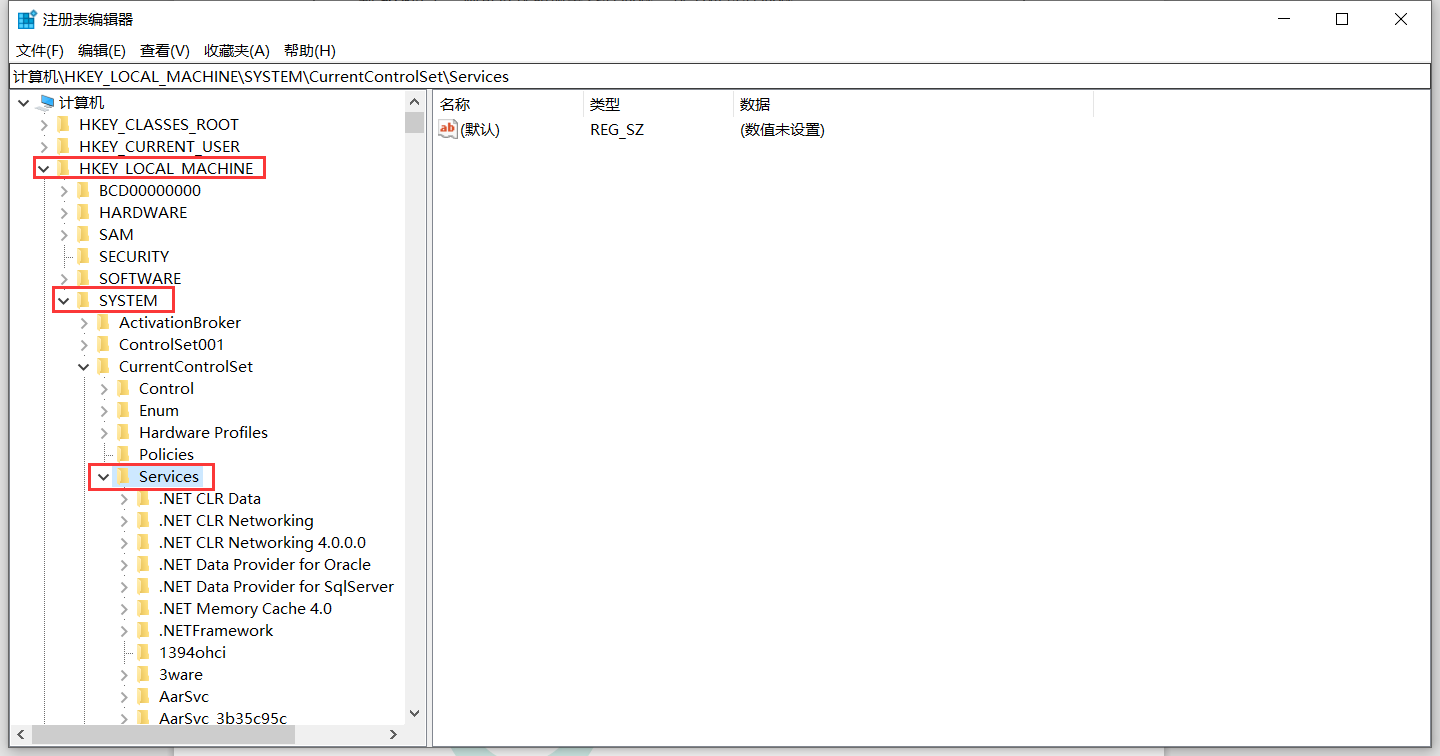 注册表编辑器
文件(F) 编辑(E) 查看(V) 收藏夹(A) 帮助(H)
计算机\HKEY_LOCAL_MACHINE\SYSTEM\CurrentControlSet\Services
计算机
HKEY_CLASSES_ROOT
HKEY_CURRENT_USER
HKEY_LOCAL_MACHINE
BCD00000000
HARDWARE
SAM
SECURITY
SOFTWARE
SYSTEM
ActivationBroker
ControlSet001
CurrentControlSet
Control
Enum
Hardware Profiles
Policies
Services
.NET CLR Data
.NET CLR Networking
.NET CLR Networking 4.0.0.0
.NET Data Provider for Oracle
.NET Data Provider for SqlServer
.NET Memory Cache 4.0
.NETFramework
1394ohci
3ware
AarSvc
AarSvc_3b35c95c
名称 类型 数据
ab (默认) REG_SZ (数值未设置)